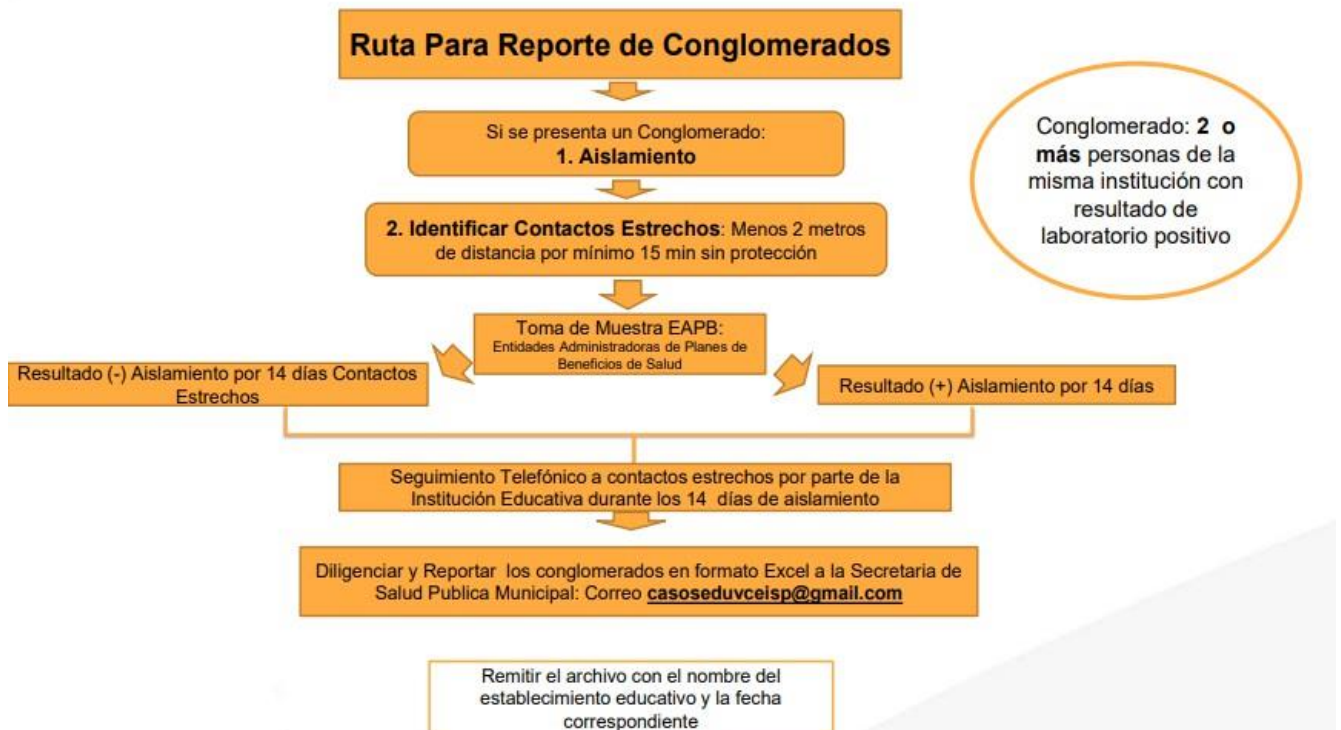 Ruta Para Reporte de Conglomerados
Si se presenta un Conglomerado:
1. Aislamiento
Conglomerado: 2 o
más personas de la
misma institución con
resultado de
laboratorio positivo
2. Identificar Contactos Estrechos: Menos 2 metros
de distancia por mínimo 15 min sin protección
Toma de Muestra EAPB:
Entidades Administradoras de Planes de
Beneficios de Salud
Resultado (-) Aislamiento por 14 días Contactos
Estrechos
Resultado (+) Aislamiento por 14 días
Seguimiento Telefónico a contactos estrechos por parte de la
Institución Educativa durante los 14 días de aislamiento
Diligenciar y Reportar los conglomerados en formato Excel a la Secretaria de
Salud Publica Municipal: Correo casoseduvceisp@gmail.com
Remitir el archivo con el nombre del
establecimiento educativo y la fecha
correspondiente